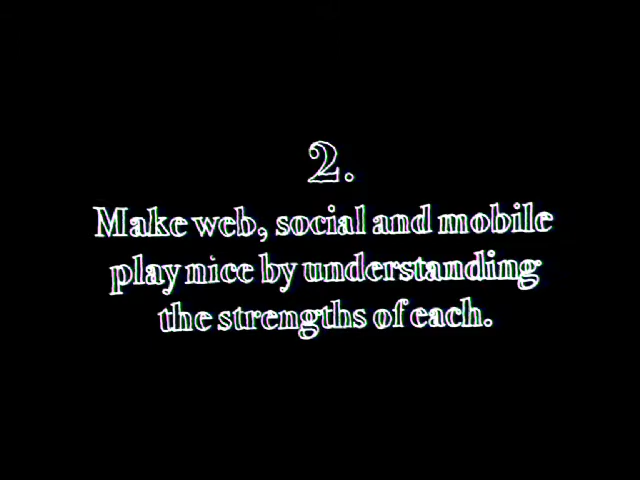 2.
Make web, social and mobile
play nice by understanding
the strengths of each.